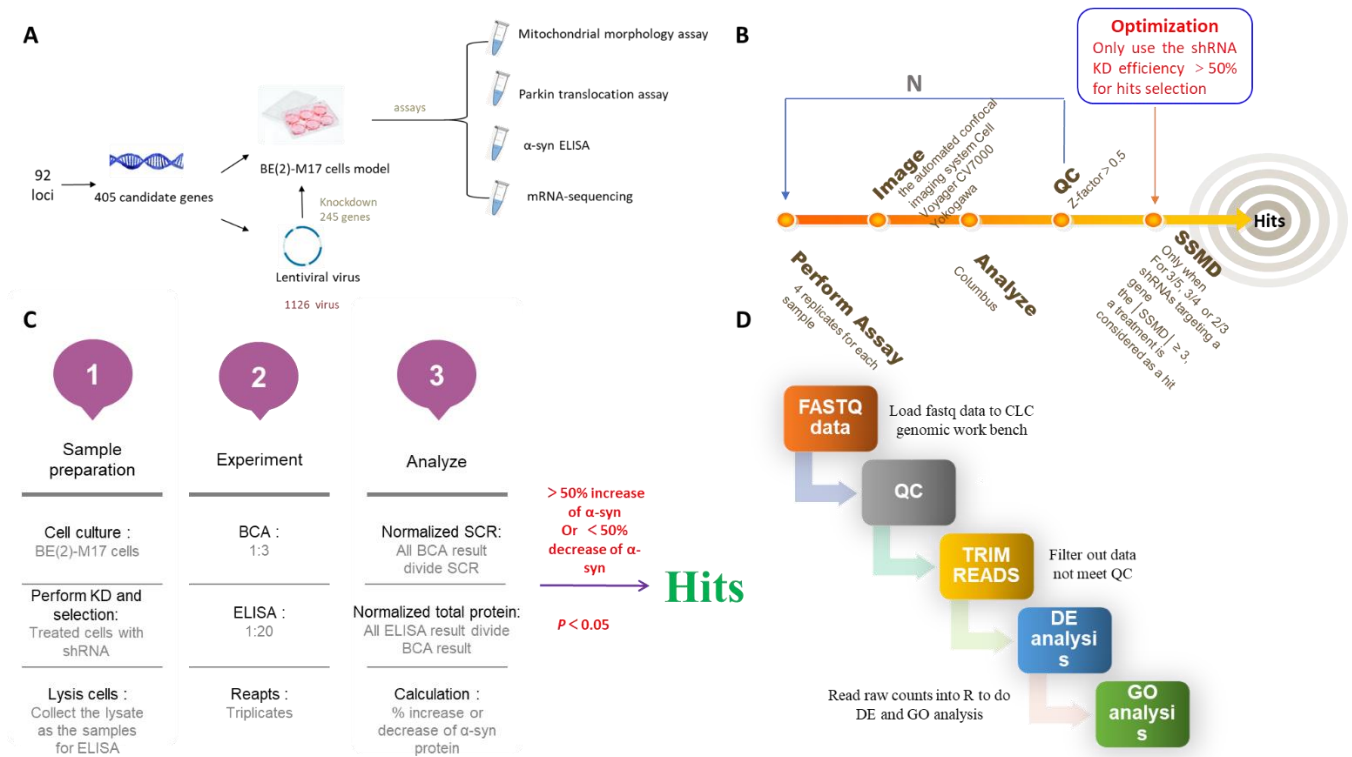 A
92
loci
405 candidate genes
BE(2)-M17 cells model
Knockdown
245 genes
Lentiviral virus
1126 virus
assays
Mitochondrial morphology assay
Parkin translocation assay
α-syn ELISA
mRNA-sequencing
B
Optimization
Only use the shRNA
KD efficiency > 50%
for hits selection
N
Perform Assay
4 replicates for each
sample
Image
the automated confocal
imaging system Cell
Voyager CV7000
Yokogawa
Analyze
Columbus
QC
Z-factor > 0.5
SSMD
Only when
For 3/5, 3/4 or 2/3
shRNAs targeting a
gene
the |SSMD| ≥ 3,
a treatment is
considered as a hit
Hits
C
1
Sample
preparation
Cell culture :
BE(2)-M17 cells
Perform KD and
selection:
Treated cells with
shRNA
Lysis cells :
Collect the lysate
as the samples
for ELISA
2
Experiment
BCA :
1:3
ELISA :
1:20
Reapts :
Triplicates
3
Analyze
Normalized SCR:
All BCA result
divide SCR
Normalized total protein:
All ELISA result divide
BCA result
Calculation :
% increase or
decrease of α-syn
protein
> 50% increase
of α-syn
Or < 50%
decrease of α-
syn
P < 0.05
Hits
D
FASTQ
data
Load fastq data to CLC
genomic work bench
QC
TRIM
READS
Filter out data
not meet QC
DE
analysi
s
Read raw counts into R to do
DE and GO analysis
GO
analysi
s